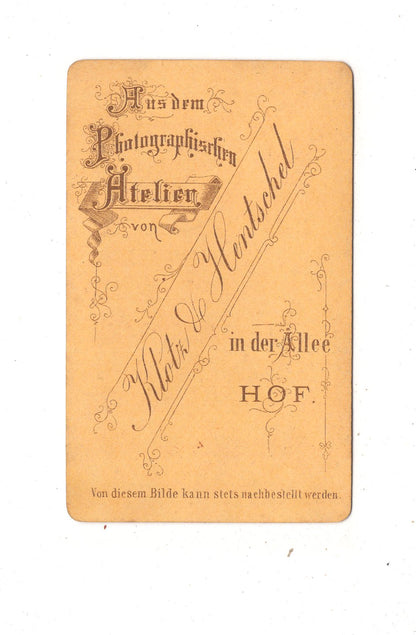 Aus dem
Photographischen
Atelier
von
Klotz & Hentschel
in der Allee
HOF.
Von diesem Bilde kann stets nachbestellt werden.